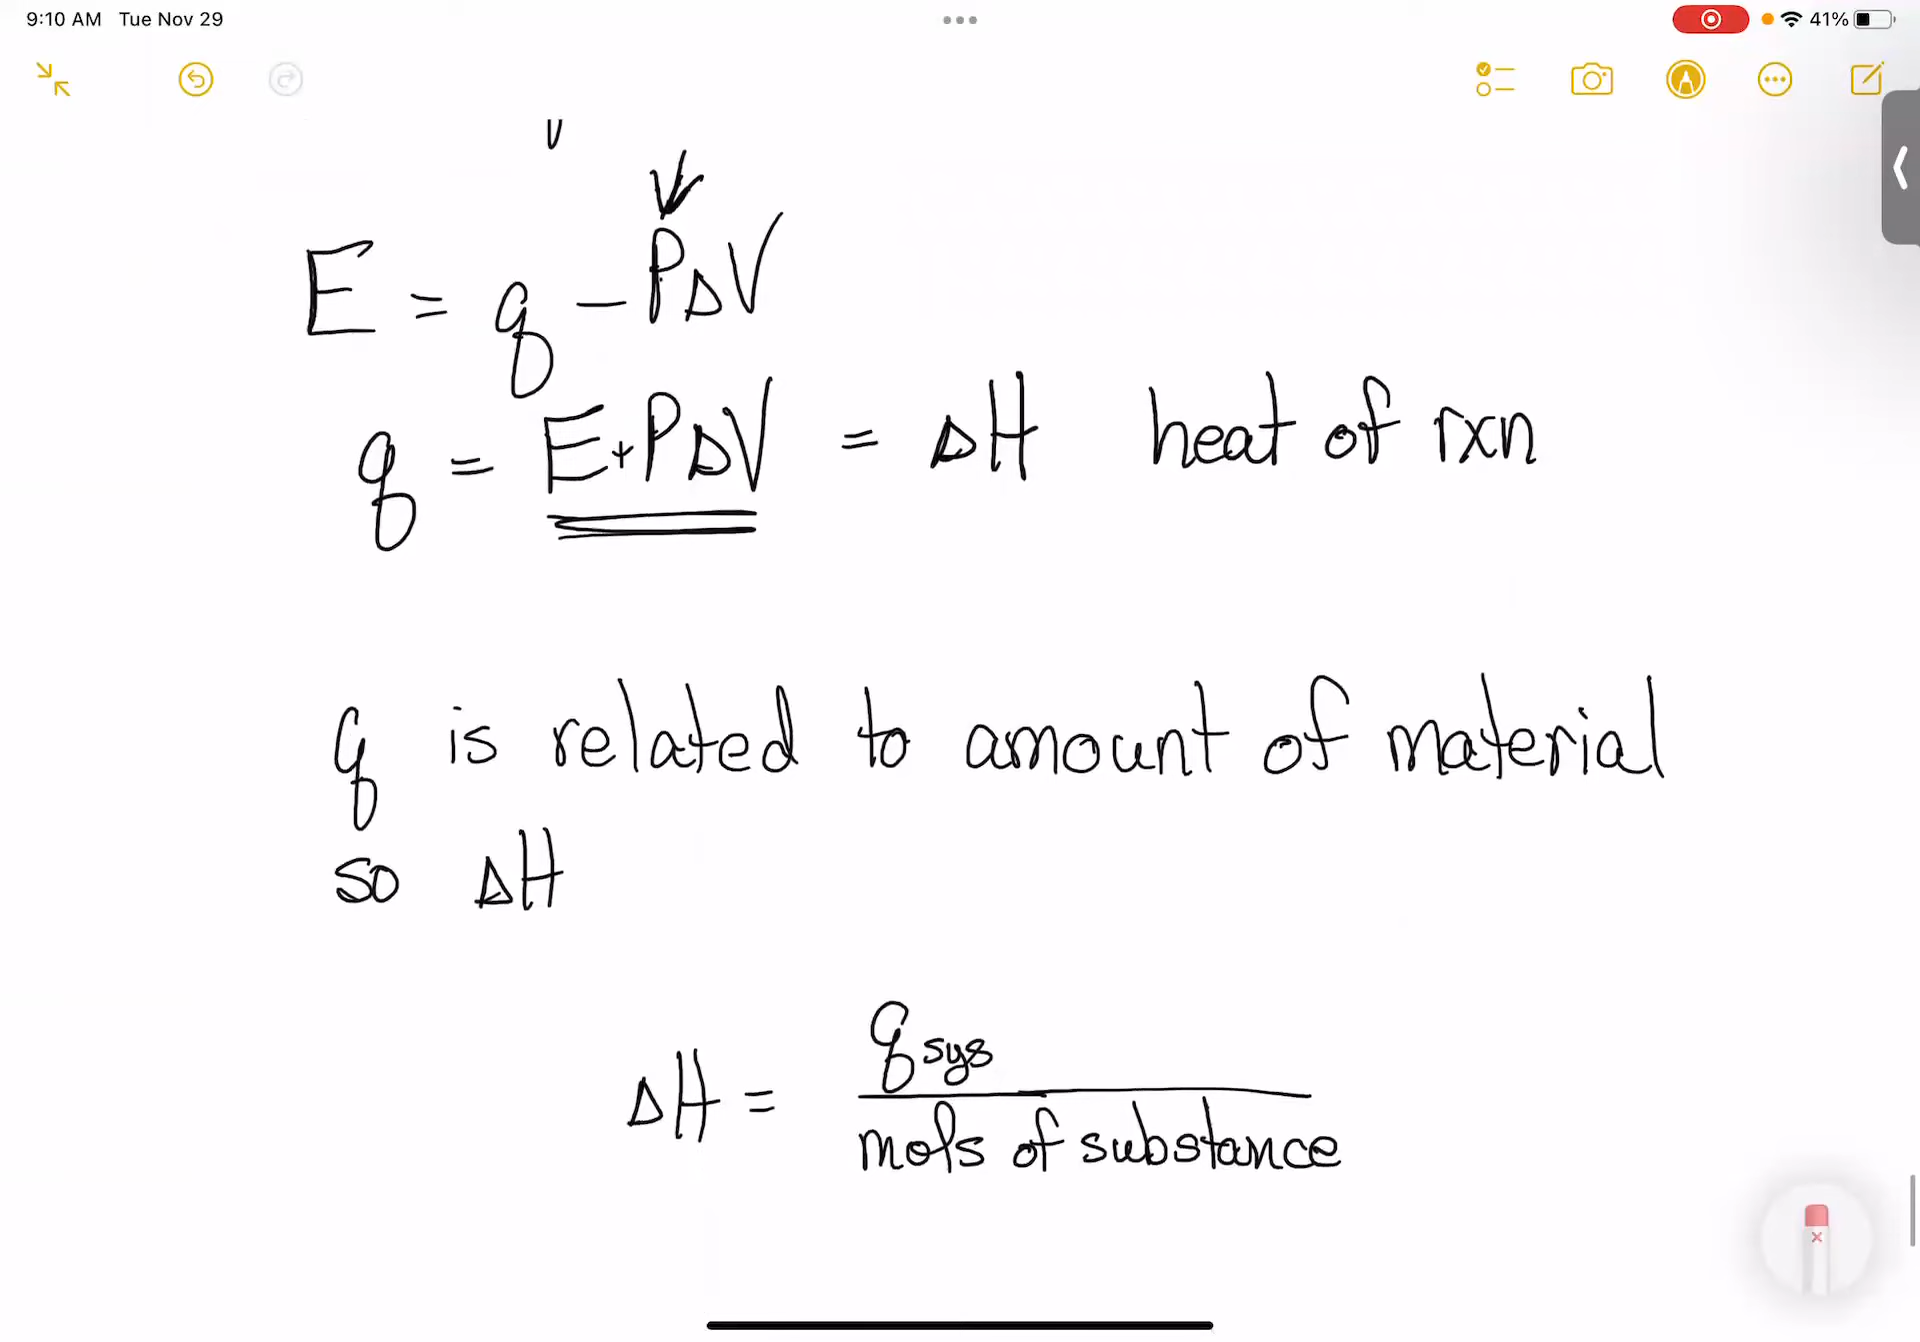 9:10 AM Tue Nov 29 41%
E = q - PΔV
q = E + PΔV = ΔH heat of rxn
q is related to amount of material
so ΔH
ΔH = q sys
mols of substance